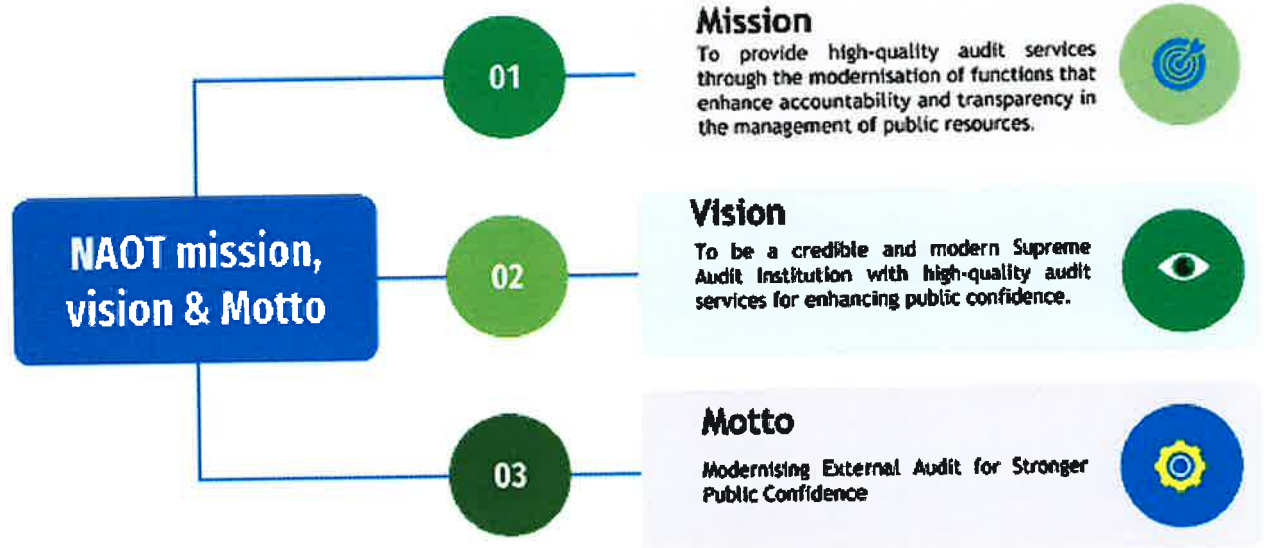 NAOT mission,
vision & Motto
01
Mission
To provide high-quality audit services
through the modernisation of functions that
enhance accountability and transparency in
the management of public resources.
02
Vision
To be a credible and modern Supreme
Audit Institution with high-quality audit
services for enhancing public confidence.
03
Motto
Modernising External Audit for Stronger
Public Confidence